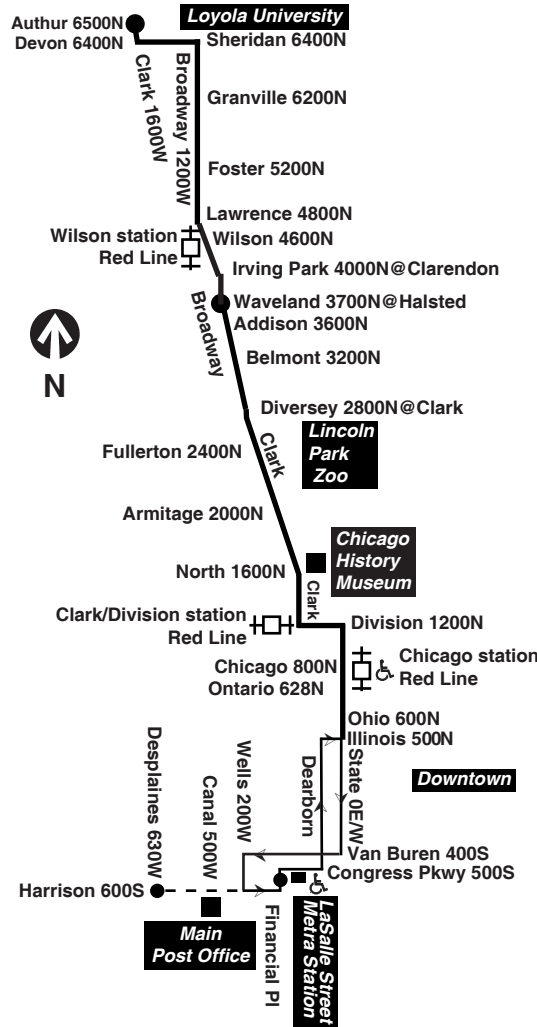 Authur 6500N
Devon 6400N
Loyola University
Sheridan 6400N
Clark 1600W
Broadway 1200W
Granville 6200N
Foster 5200N
Lawrence 4800N
Wilson station
Red Line
Wilson 4600N
Irving Park 4000N@Clarendon
Waveland 3700N@Halsted
Addison 3600N
Broadway
N
Belmont 3200N
Diversey 2800N@Clark
Clark
Lincoln
Park
Zoo
Fullerton 2400N
Armitage 2000N
Chicago
History
Museum
North 1600N
Clark
Clark/Division station
Red Line
Division 1200N
Chicago 800N
Ontario 628N
Chicago station
Red Line
Ohio 600N
Illinois 500N
Desplaines 630W
Canal 500W
Wells 200W
Dearborn
State 0E/W
Downtown
Van Buren 400S
Congress Pkwy 500S
Harrison 600S
Main
Post Office
Financial Pl
LaSalle Street
Metra Station